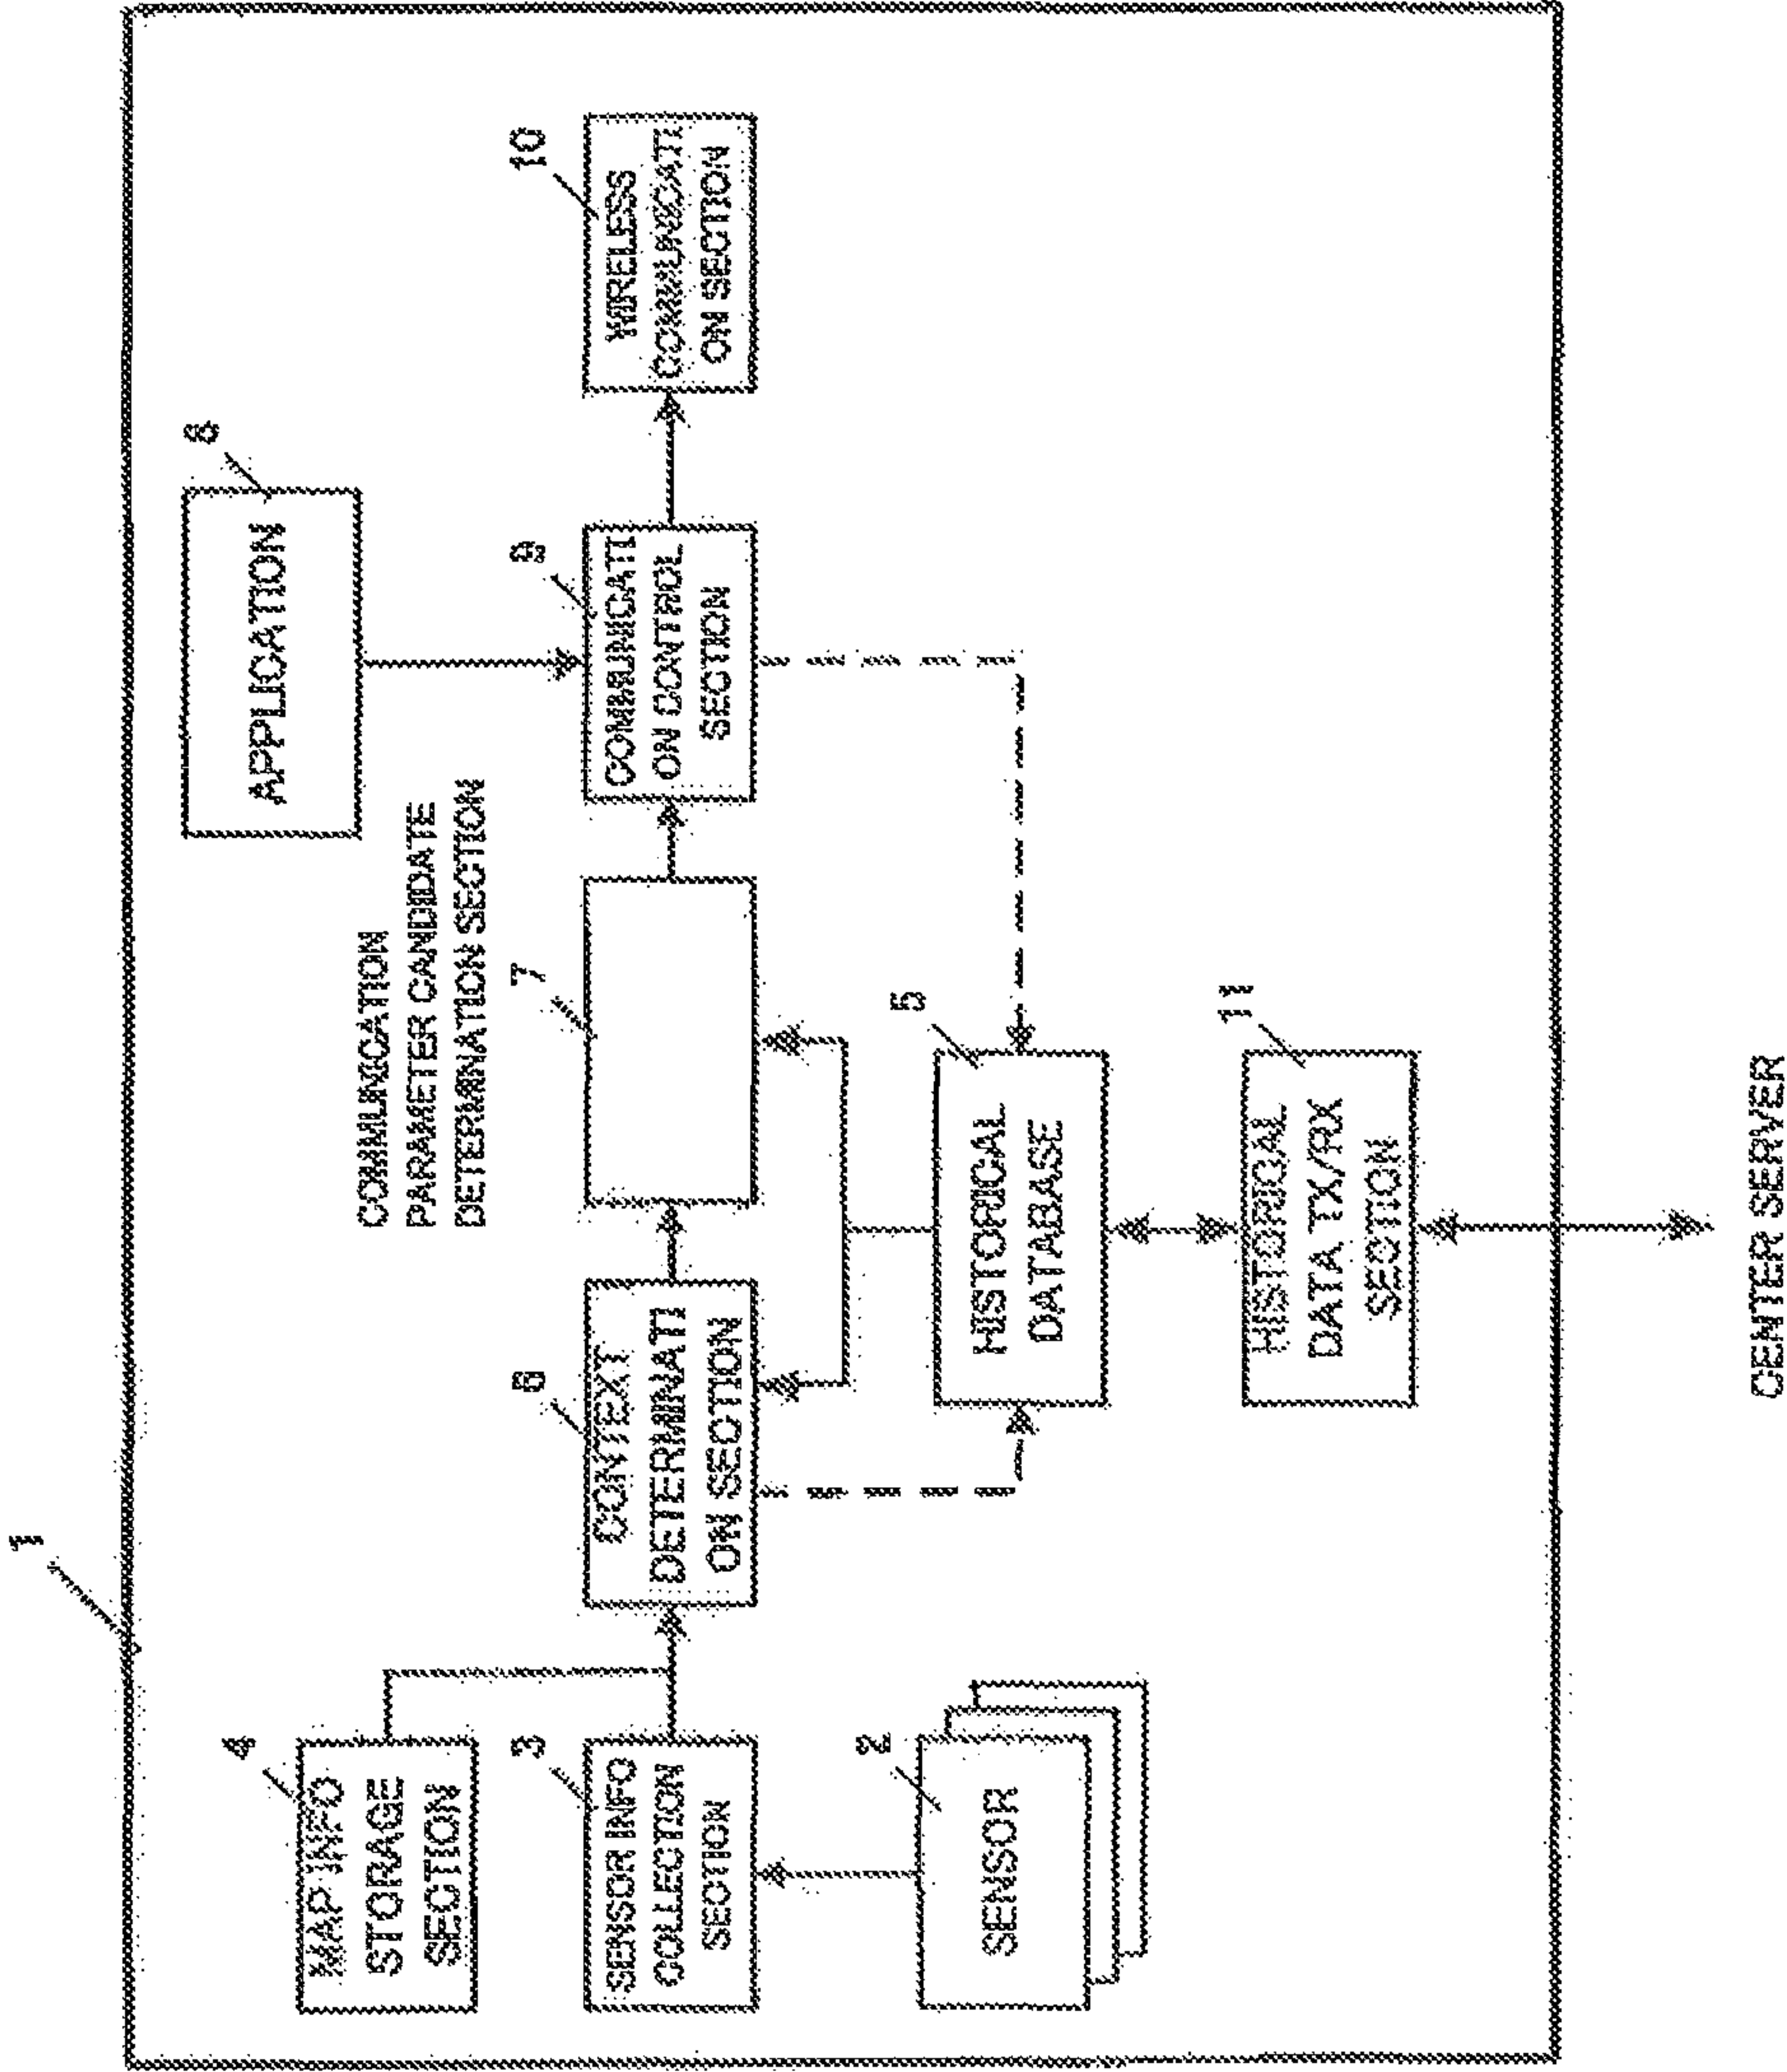 1
4
MAP INFO
STORAGE
SECTION
3
SENSOR INFO
COLLECTION
SECTION
2
SENSOR
6
CONTEXT
DETERMINATI
ON SECTION
COMMUNICATION
PARAMETER CANDIDATE
DETERMINATION SECTION
7
8
APPLICATION
9
COMMUNICATI
ON CONTROL
SECTION
10
WIRELESS
COMMUNICATI
ON SECTION
5
HISTORICAL
DATABASE
11
HISTORICAL
DATA TX/RX
SECTION
CENTER SERVER